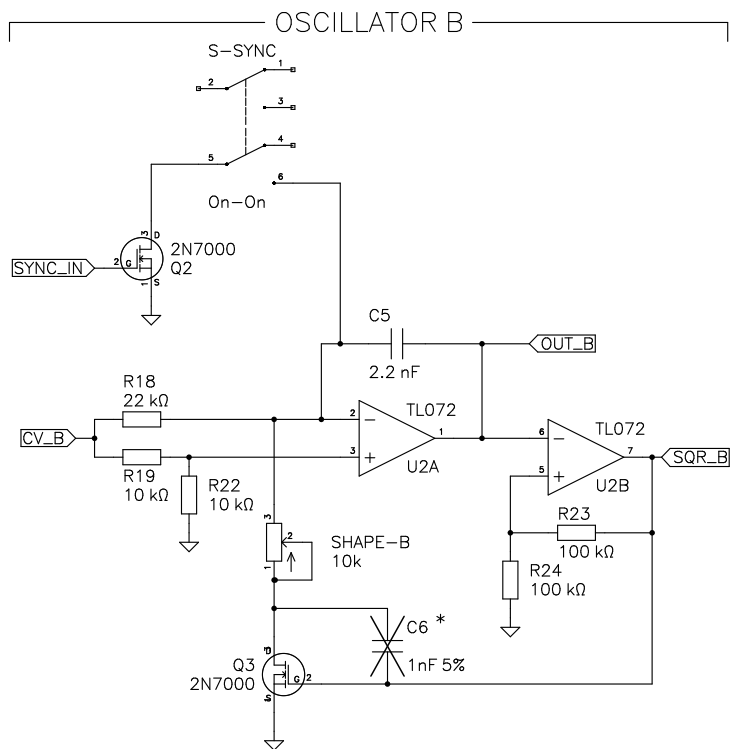 OSCILLATOR B
S-SYNC
1
2
3
4
5
6
On-On
3 D
2N7000
SYNC_IN
2 G
Q2
1 S
C5
OUT_B
2.2 nF
R18
22 kΩ
2
TL072
1
TL072
CV_B
3
6
7
SQR_B
R19
10 kΩ
R22
10 kΩ
U2A
5
U2B
R23
100 kΩ
3
2
SHAPE-B
10k
1
R24
100 kΩ
C6 *
1nF 5%
3 D
Q3
2N7000
G 2
1 S